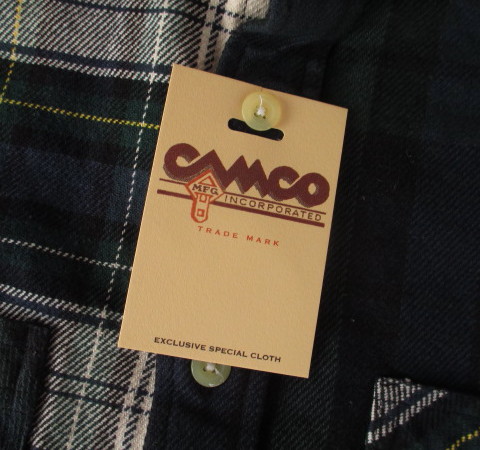 CAMCO
MFG.
INCORPORATED
TRADE MARK
EXCLUSIVE SPECIAL CLOTH